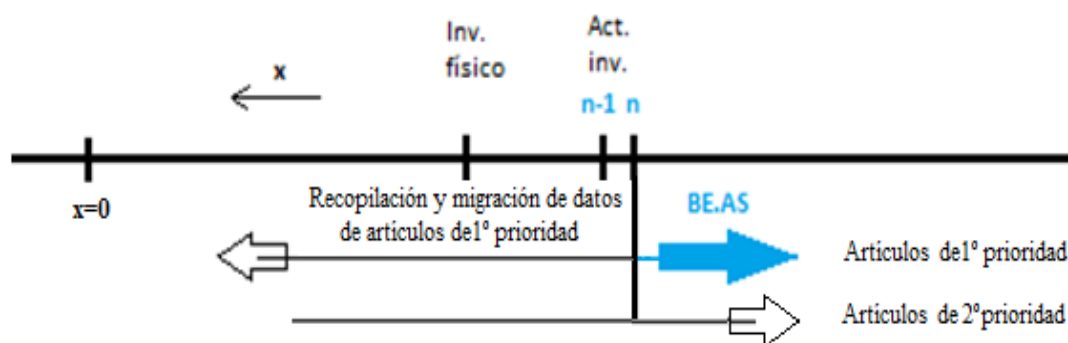 Inv.
físico
Act.
inv.
x
n-1 n
x=0
Recopilación y migración de datos
de artículos de1º prioridad
BE.AS
Artículos de1º prioridad
Artículos de 2ºprioridad